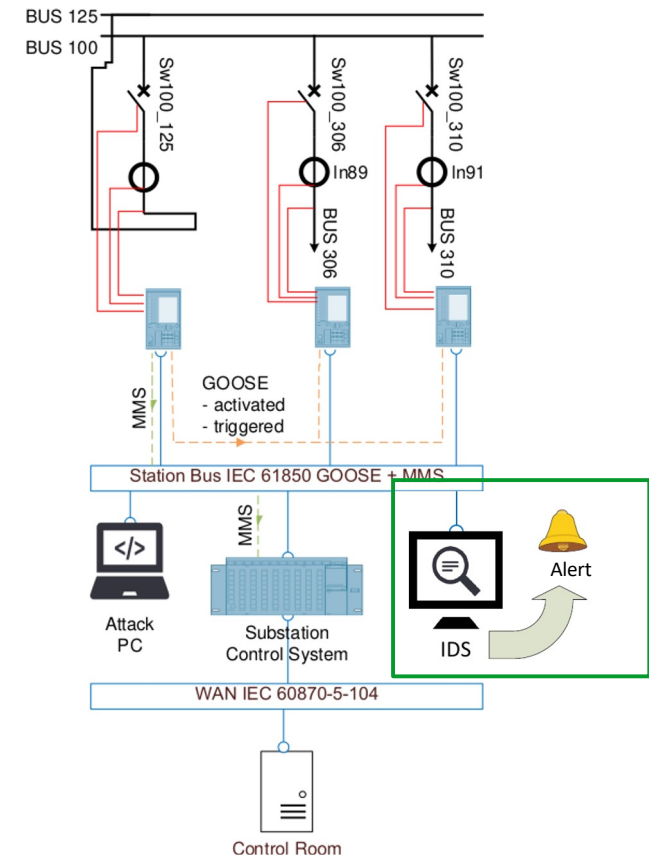 BUS 125
BUS 100
Sw100_125
Sw100_306
Sw100_310
In89
In91
BUS 306
BUS 310
MMS
GOOSE
- activated
- triggered
Station Bus IEC 61850 GOOSE + MMS
MMS
</>
Alert
Attack
PC
Substation
Control System
IDS
WAN IEC 60870-5-104
Control Room